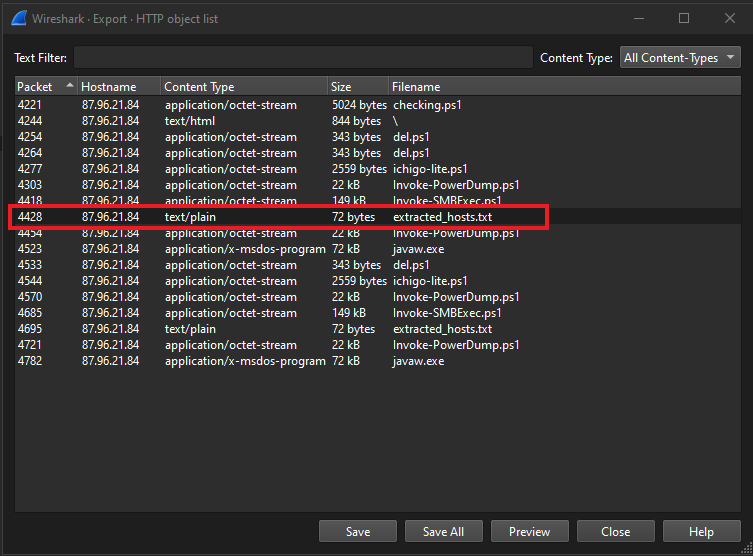 Wireshark · Export · HTTP object list
Text Filter: Content Type: All Content-Types
Packet Hostname Content Type Size Filename
4221 87.96.21.84 application/octet-stream 5024 bytes checking.ps1
4244 87.96.21.84 text/html 844 bytes \
4254 87.96.21.84 application/octet-stream 343 bytes del.ps1
4264 87.96.21.84 application/octet-stream 343 bytes del.ps1
4277 87.96.21.84 application/octet-stream 2559 bytes ichigo-lite.ps1
4303 87.96.21.84 application/octet-stream 22 kB Invoke-PowerDump.ps1
4418 87.96.21.84 application/octet-stream 149 kB Invoke-SMBExec.ps1
4428 87.96.21.84 text/plain 72 bytes extracted_hosts.txt
4454 87.96.21.84 application/octet-stream 22 kB Invoke-PowerDump.ps1
4523 87.96.21.84 application/x-msdos-program 72 kB javaw.exe
4533 87.96.21.84 application/octet-stream 343 bytes del.ps1
4544 87.96.21.84 application/octet-stream 2559 bytes ichigo-lite.ps1
4570 87.96.21.84 application/octet-stream 22 kB Invoke-PowerDump.ps1
4685 87.96.21.84 application/octet-stream 149 kB Invoke-SMBExec.ps1
4695 87.96.21.84 text/plain 72 bytes extracted_hosts.txt
4721 87.96.21.84 application/octet-stream 22 kB Invoke-PowerDump.ps1
4782 87.96.21.84 application/x-msdos-program 72 kB javaw.exe
Save Save All Preview Close Help